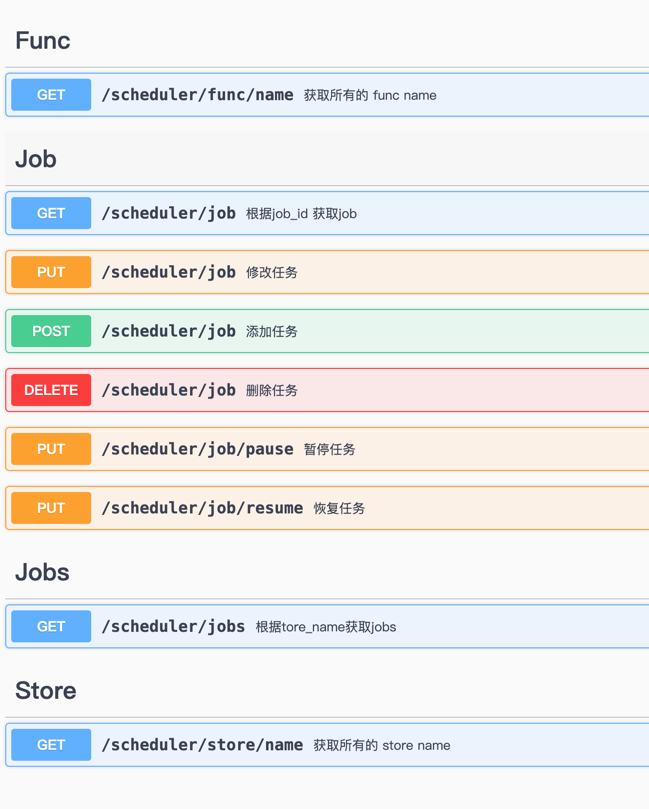 Func
GET /scheduler/func/name 获取所有的 func name
Job
GET /scheduler/job 根据job_id 获取job
PUT /scheduler/job 修改任务
POST /scheduler/job 添加任务
DELETE /scheduler/job 删除任务
PUT /scheduler/job/pause 暂停任务
PUT /scheduler/job/resume 恢复任务
Jobs
GET /scheduler/jobs 根据tore_name获取jobs
Store
GET /scheduler/store/name 获取所有的 store name